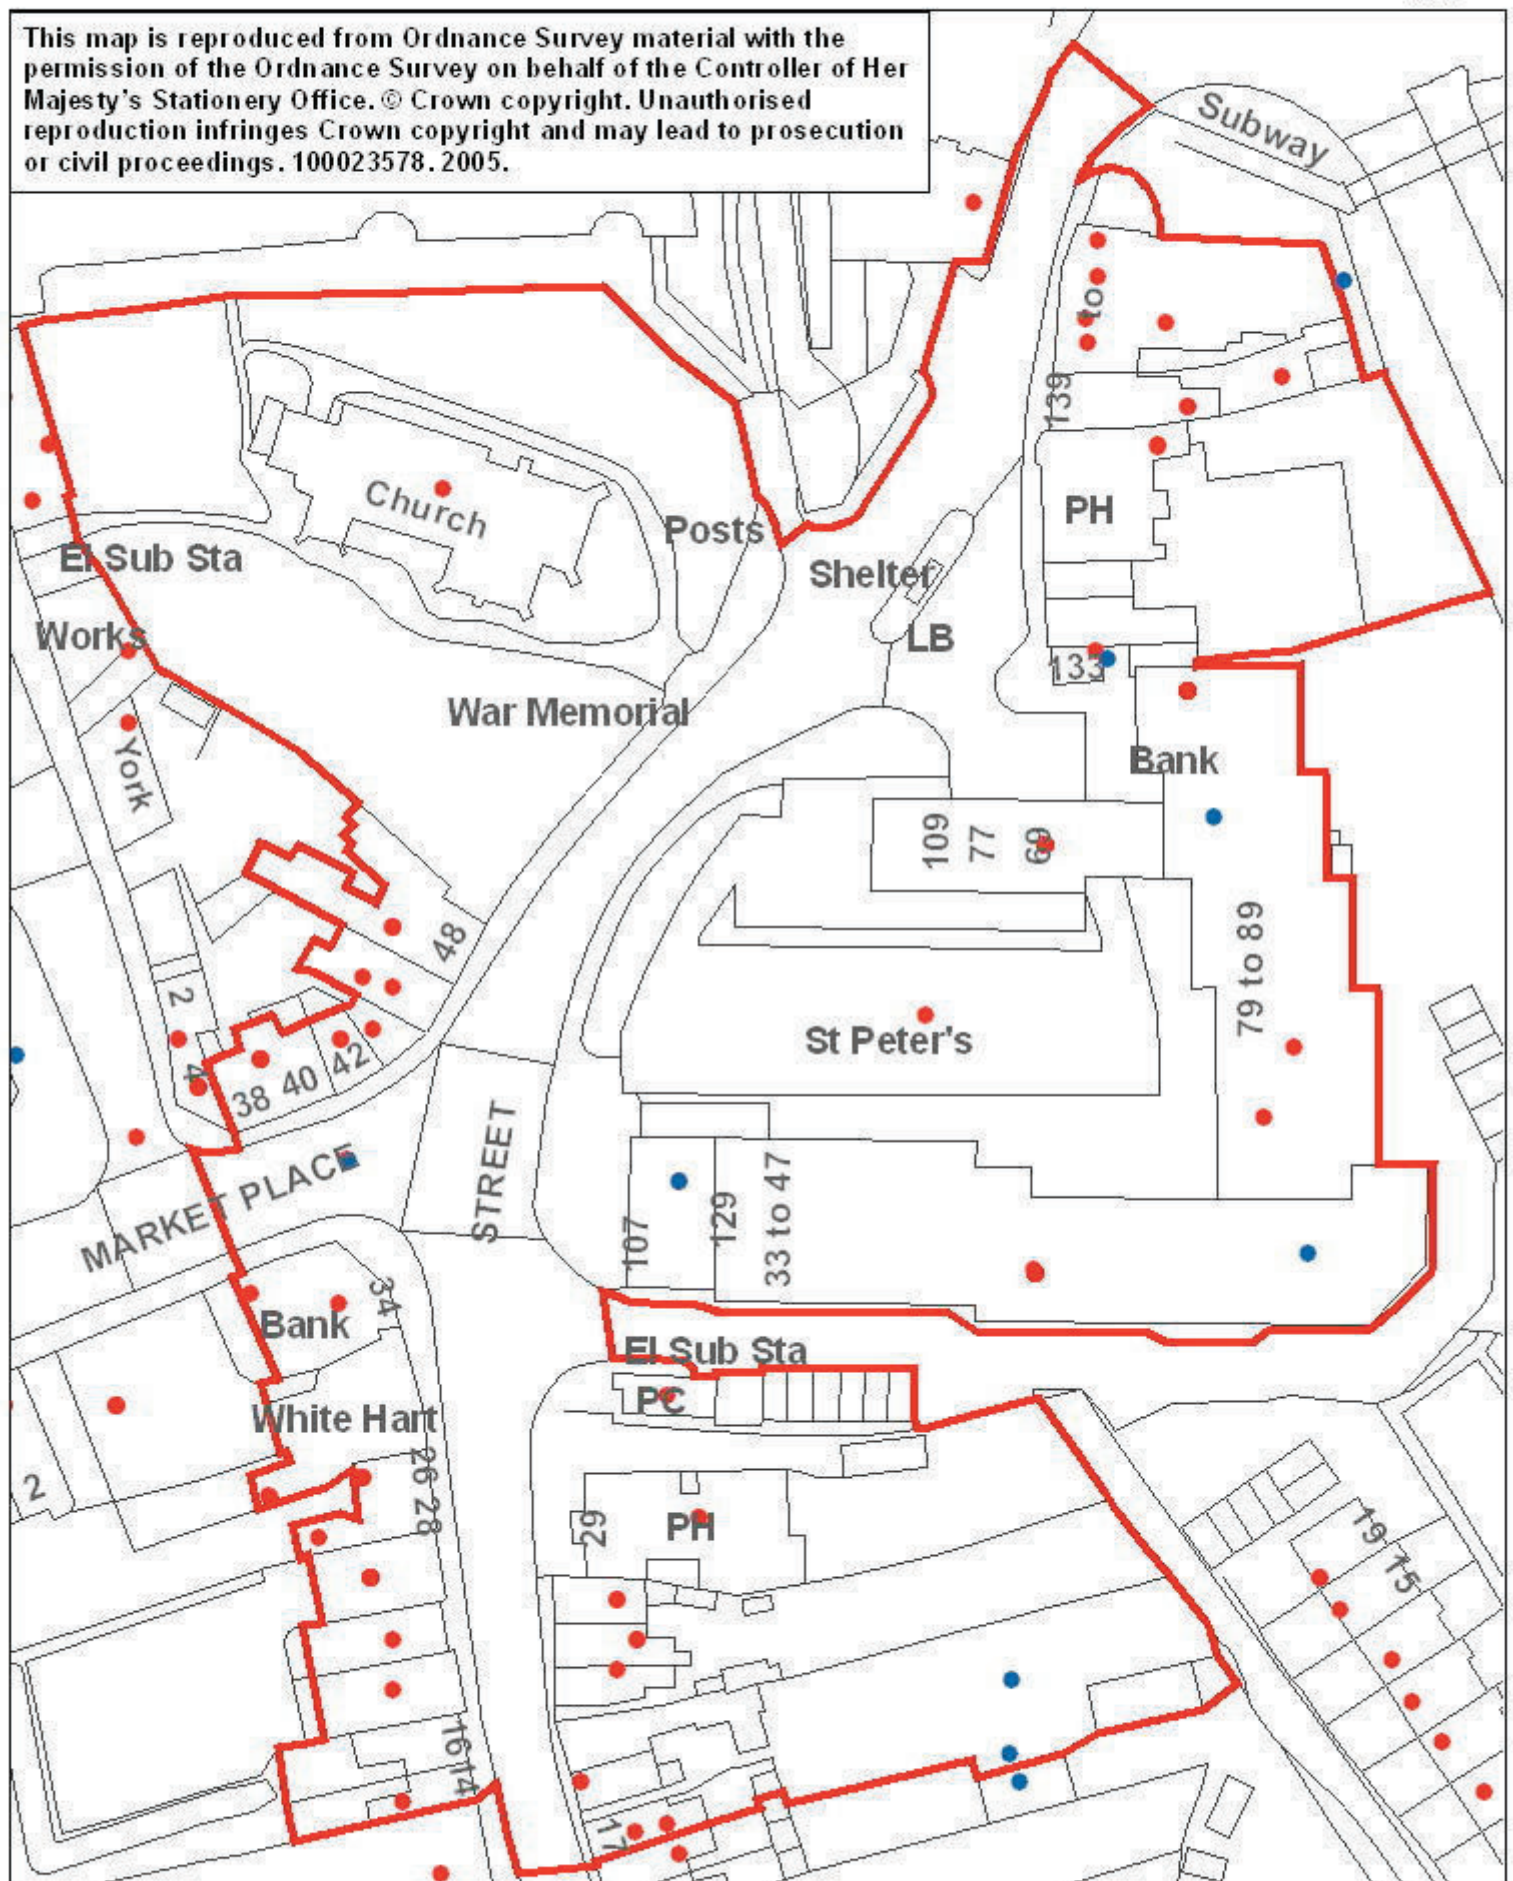 This map is reproduced from Ordnance Survey material with the
permission of the Ordnance Survey on behalf of the Controller of Her
Majesty's Stationery Office. © Crown copyright. Unauthorised
reproduction infringes Crown copyright and may lead to prosecution
or civil proceedings. 100023578. 2005.
Subway
to
139
Church
PH
Posts
El Sub Sta
Shelter
Works
LB
133
War Memorial
York
Bank
109
77
69
48
79 to 89
2
St Peter's
4
38
40
42
MARKET PLACE
STREET
107
129
33 to 47
34
Bank
El Sub Sta
PC
White Hart
26
28
2
29
PH
19
15
16
14
17